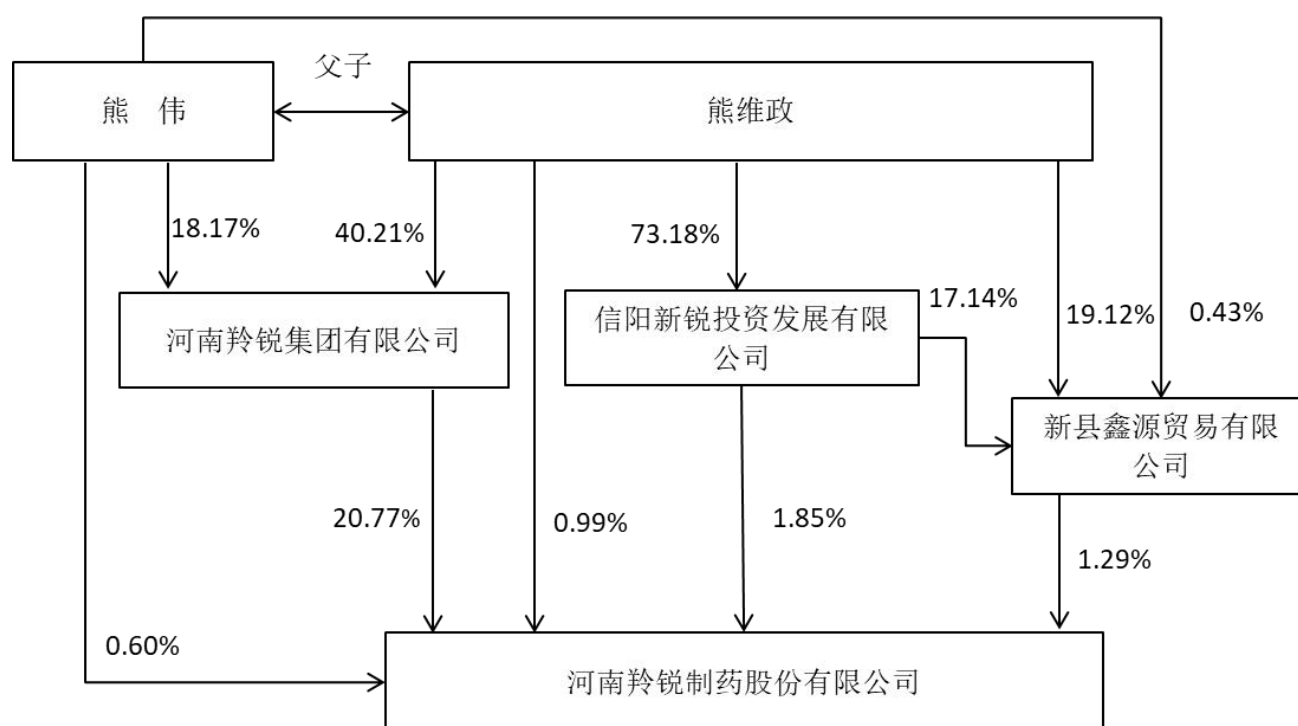 父子
熊 伟
熊维政
18.17%
40.21%
73.18%
17.14%
19.12%
0.43%
河南羚锐集团有限公司
信阳新锐投资发展有限
公司
新县鑫源贸易有限
公司
20.77%
0.99%
1.85%
1.29%
0.60%
河南羚锐制药股份有限公司